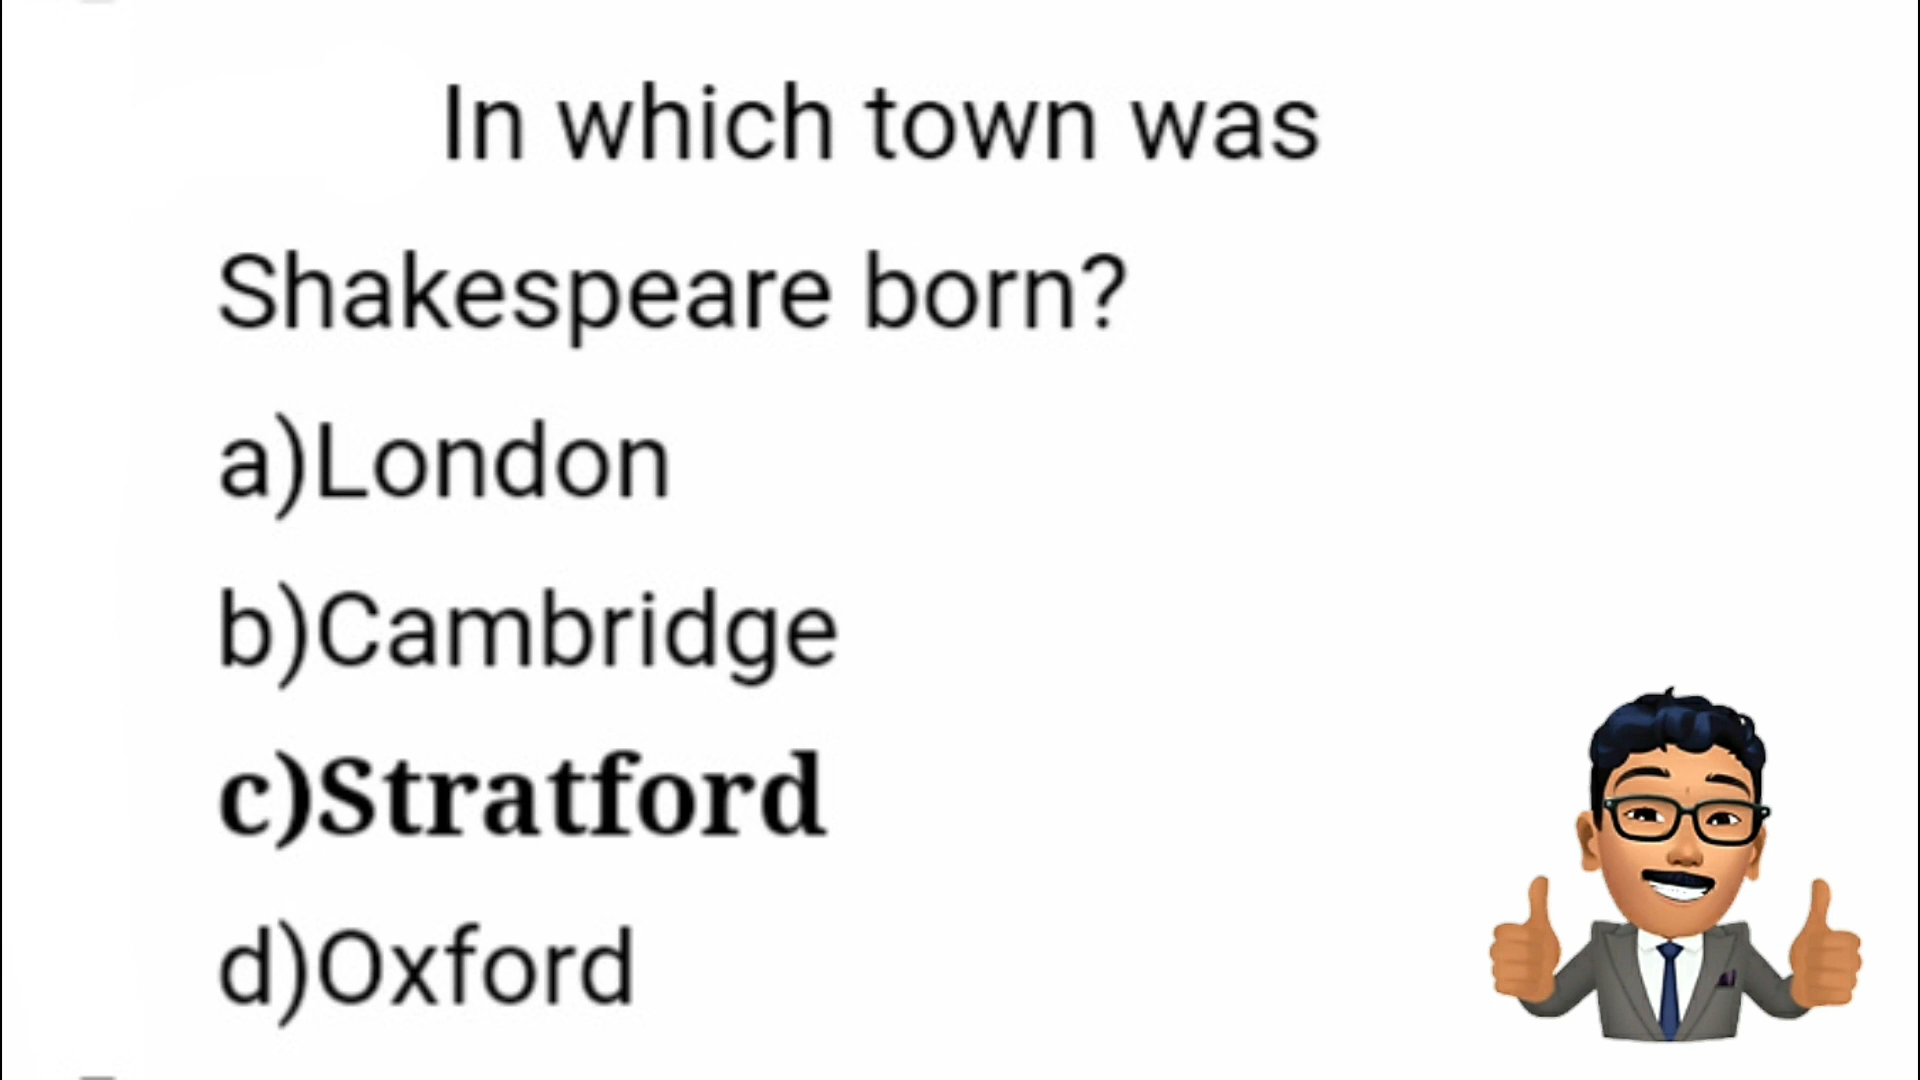 In which town was
Shakespeare born?
a)London
b)Cambridge
c)Stratford
d)Oxford